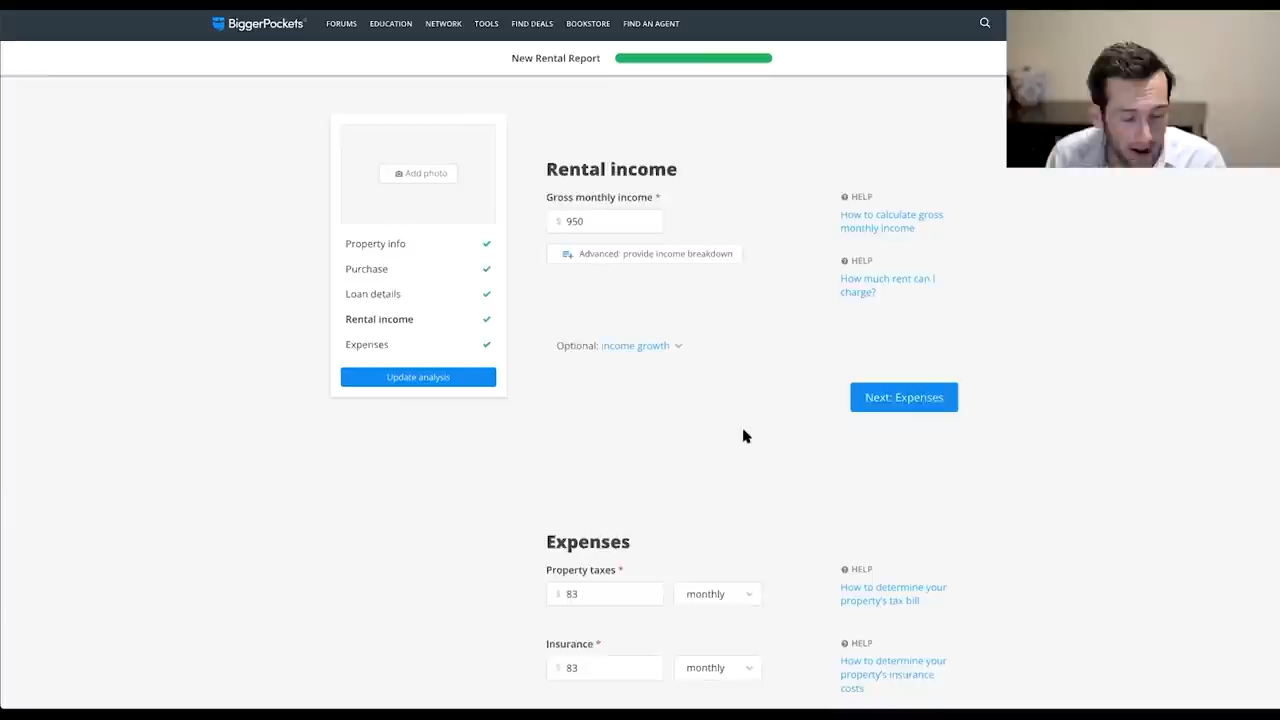 BiggerPockets®
FORUMS EDUCATION NETWORK TOOLS FIND DEALS BOOKSTORE FIND AN AGENT
New Rental Report
Add photo
Property info
Purchase
Loan details
Rental income
Expenses
Update analysis
Rental income
Gross monthly income *
$ 950
Advanced: provide income breakdown
Optional: income growth
HELP
How to calculate gross
monthly income
HELP
How much rent can I
charge?
Next: Expenses
Expenses
Property taxes *
$ 83 monthly
HELP
How to determine your
property's tax bill
Insurance *
$ 83 monthly
HELP
How to determine your
property's insurance
costs